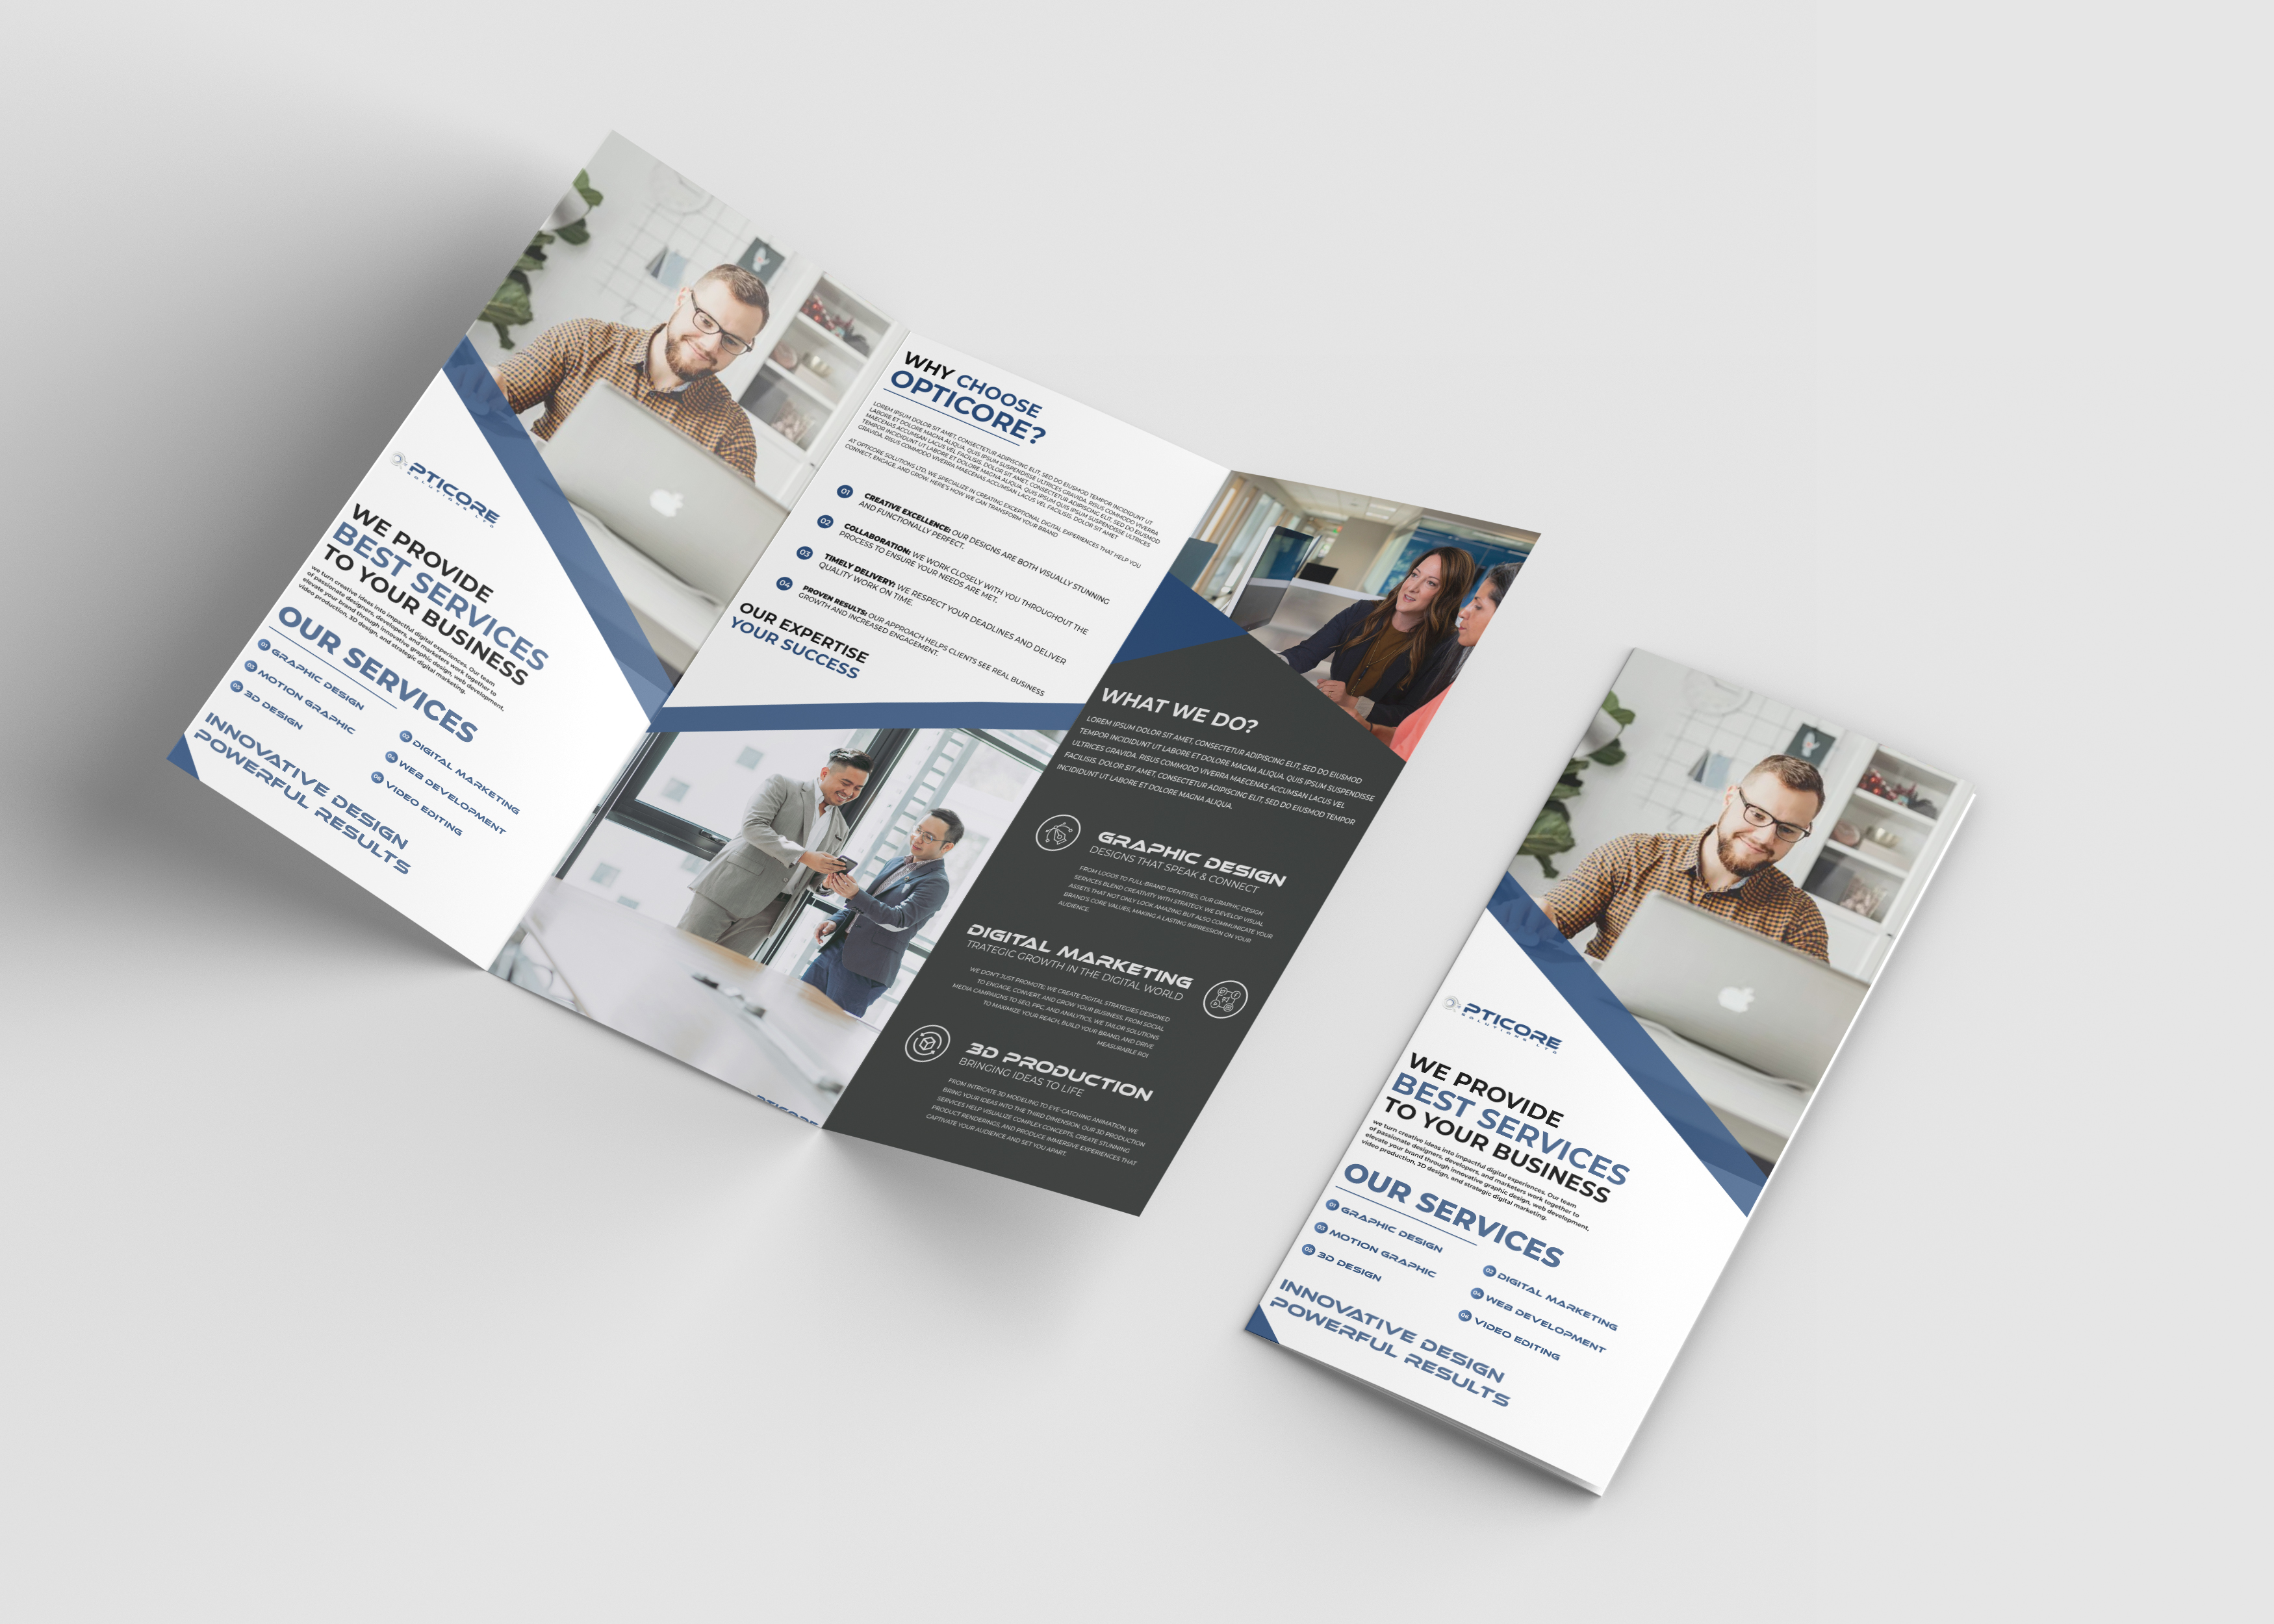 PTICORE
SOLUTIONS LTD
WE PROVIDE
BEST SERVICES
TO YOUR BUSINESS
we turn creative ideas into impactful digital experiences. Our team
of passionate designers, developers, and marketers work together to
elevate your brand through innovative graphic design, web development,
video production, 3D design, and strategic digital marketing.
OUR SERVICES
01 GRAPHIC DESIGN
03 MOTION GRAPHIC
05 3D DESIGN
02 DIGITAL MARKETING
04 WEB DEVELOPMENT
06 VIDEO EDITING
INNOVATIVE DESIGN
POWERFUL RESULTS
WHY CHOOSE
OPTICORE?
LOREM IPSUM DOLOR SIT AMET, CONSECTETUR ADIPISCING ELIT, SED DO EIUSMOD TEMPOR INCIDIDUNT UT
LABORE ET DOLORE MAGNA ALIQUA. QUIS IPSUM SUSPENDISSE ULTRICES GRAVIDA. RISUS COMMODO VIVERRA
MAECENAS ACCUMSAN LACUS VEL FACILISIS. DOLOR SIT AMET, CONSECTETUR ADIPISCING ELIT, SED DO EIUSMOD
TEMPOR INCIDIDUNT UT LABORE ET DOLORE MAGNA ALIQUA. QUIS IPSUM SUSPENDISSE ULTRICES
GRAVIDA. RISUS COMMODO VIVERRA MAECENAS ACCUMSAN LACUS VEL FACILISIS. DOLOR SIT AMET
AT OPTICORE SOLUTIONS LTD, WE SPECIALIZE IN CREATING EXCEPTIONAL DIGITAL EXPERIENCES THAT HELP YOU
CONNECT, ENGAGE, AND GROW. HERE'S HOW WE CAN TRANSFORM YOUR BRAND
01 CREATIVE EXCELLENCE: OUR DESIGNS ARE BOTH VISUALLY STUNNING
AND FUNCTIONALLY PERFECT.
02 COLLABORATION: WE WORK CLOSELY WITH YOU THROUGHOUT THE
PROCESS TO ENSURE YOUR NEEDS ARE MET.
03 TIMELY DELIVERY: WE RESPECT YOUR DEADLINES AND DELIVER
QUALITY WORK ON TIME.
04 PROVEN RESULTS: OUR APPROACH HELPS CLIENTS SEE REAL BUSINESS
GROWTH AND INCREASED ENGAGEMENT.
OUR EXPERTISE
YOUR SUCCESS
PTICORE
WHAT WE DO?
LOREM IPSUM DOLOR SIT AMET, CONSECTETUR ADIPISCING ELIT, SED DO EIUSMOD
TEMPOR INCIDIDUNT UT LABORE ET DOLORE MAGNA ALIQUA. QUIS IPSUM SUSPENDISSE
ULTRICES GRAVIDA. RISUS COMMODO VIVERRA MAECENAS ACCUMSAN LACUS VEL
FACILISIS. DOLOR SIT AMET, CONSECTETUR ADIPISCING ELIT, SED DO EIUSMOD TEMPOR
INCIDIDUNT UT LABORE ET DOLORE MAGNA ALIQUA.
GRAPHIC DESIGN
DESIGNS THAT SPEAK & CONNECT
FROM LOGOS TO FULL-BRAND IDENTITIES, OUR GRAPHIC DESIGN
SERVICES BLEND CREATIVITY WITH STRATEGY. WE DEVELOP VISUAL
ASSETS THAT NOT ONLY LOOK AMAZING BUT ALSO COMMUNICATE YOUR
BRAND'S CORE VALUES, MAKING A LASTING IMPRESSION ON YOUR
AUDIENCE.
DIGITAL MARKETING
TRATEGIC GROWTH IN THE DIGITAL WORLD
WE DON'T JUST PROMOTE; WE CREATE DIGITAL STRATEGIES DESIGNED
TO ENGAGE, CONVERT, AND GROW YOUR BUSINESS. FROM SOCIAL
MEDIA CAMPAIGNS TO SEO, PPC, AND ANALYTICS, WE TAILOR SOLUTIONS
TO MAXIMIZE YOUR REACH, BUILD YOUR BRAND, AND DRIVE
MEASURABLE ROI
3D PRODUCTION
BRINGING IDEAS TO LIFE
FROM INTRICATE 3D MODELING TO EYE-CATCHING ANIMATION, WE
BRING YOUR IDEAS INTO THE THIRD DIMENSION. OUR 3D PRODUCTION
SERVICES HELP VISUALIZE COMPLEX CONCEPTS, CREATE STUNNING
PRODUCT RENDERINGS, AND PRODUCE IMMERSIVE EXPERIENCES THAT
CAPTIVATE YOUR AUDIENCE AND SET YOU APART.
PTICORE
SOLUTIONS LTD
WE PROVIDE
BEST SERVICES
TO YOUR BUSINESS
we turn creative ideas into impactful digital experiences. Our team
of passionate designers, developers, and marketers work together to
elevate your brand through innovative graphic design, web development,
video production, 3D design, and strategic digital marketing.
OUR SERVICES
01 GRAPHIC DESIGN
03 MOTION GRAPHIC
05 3D DESIGN
02 DIGITAL MARKETING
04 WEB DEVELOPMENT
06 VIDEO EDITING
INNOVATIVE DESIGN
POWERFUL RESULTS